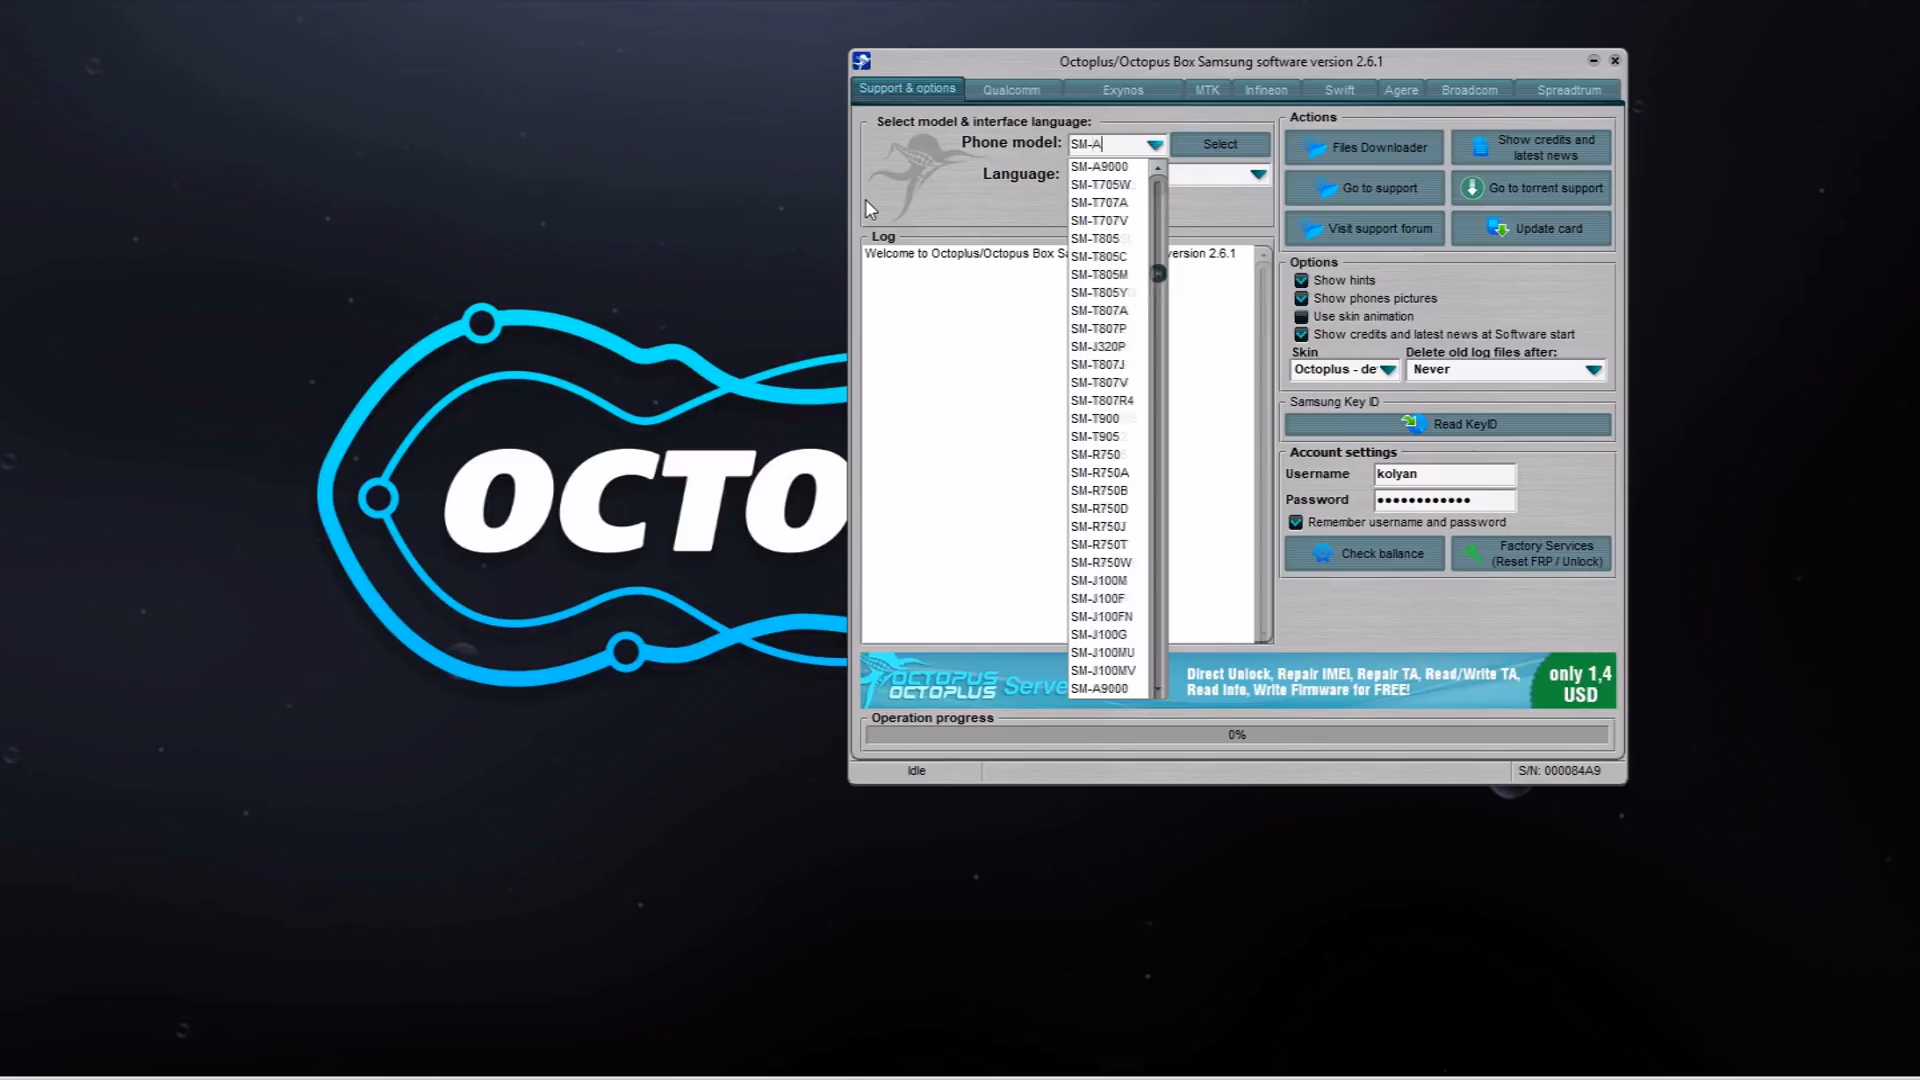 Octoplus/Octopus Box Samsung software version 2.6.1
Support & options
Qualcomm
Exynos
MTK
Infineon
Swift
Agere
Broadcom
Spreadtrum
Select model & interface language:
Phone model:
SM-A
Select
Language:
SM-A9000
SM-T705W
SM-T707A
SM-T707V
SM-T805
SM-T805C
SM-T805M
SM-T805Y
SM-T807A
SM-T807P
SM-J320P
SM-T807J
SM-T807V
SM-T807R4
SM-T900
SM-T905
SM-R750
SM-R750A
SM-R750B
SM-R750D
SM-R750J
SM-R750T
SM-R750W
SM-J100M
SM-J100F
SM-J100FN
SM-J100G
SM-J100MU
SM-J100MV
SM-A9000
Log
Welcome to Octoplus/Octopus Box Sa
ersion 2.6.1
Actions
Files Downloader
Show credits and
latest news
Go to support
Go to torrent support
Visit support forum
Update card
Options
Show hints
Show phones pictures
Use skin animation
Show credits and latest news at Software start
Skin
Delete old log files after:
Octoplus - de
Never
Samsung Key ID
Read KeyID
Account settings
Username
kolyan
Password
••••••••••••
Remember username and password
Check ballance
Factory Services
(Reset FRP / Unlock)
OCTOPUS
OCTOPLUS
Serve
Direct Unlock, Repair IMEI, Repair TA, Read/Write TA,
Read Info, Write Firmware for FREE!
only 1,4
USD
Operation progress
0%
Idle
S/N: 000084A9
OCTO